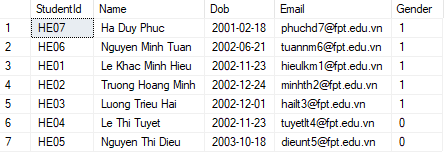 StudentId Name Dob Email Gender
1 HE07 Ha Duy Phuc 2001-02-18 phuchd7@fpt.edu.vn 1
2 HE06 Nguyen Minh Tuan 2002-06-21 tuannm6@fpt.edu.vn 1
3 HE01 Le Khac Minh Hieu 2002-11-23 hieulkm1@fpt.edu.vn 1
4 HE02 Truong Hoang Minh 2002-12-24 minhth2@fpt.edu.vn 1
5 HE03 Luong Trieu Hai 2002-12-01 hailt3@fpt.edu.vn 1
6 HE04 Le Thi Tuyet 2002-11-23 tuyetlt4@fpt.edu.vn 0
7 HE05 Nguyen Thi Dieu 2003-10-18 dieunt5@fpt.edu.vn 0